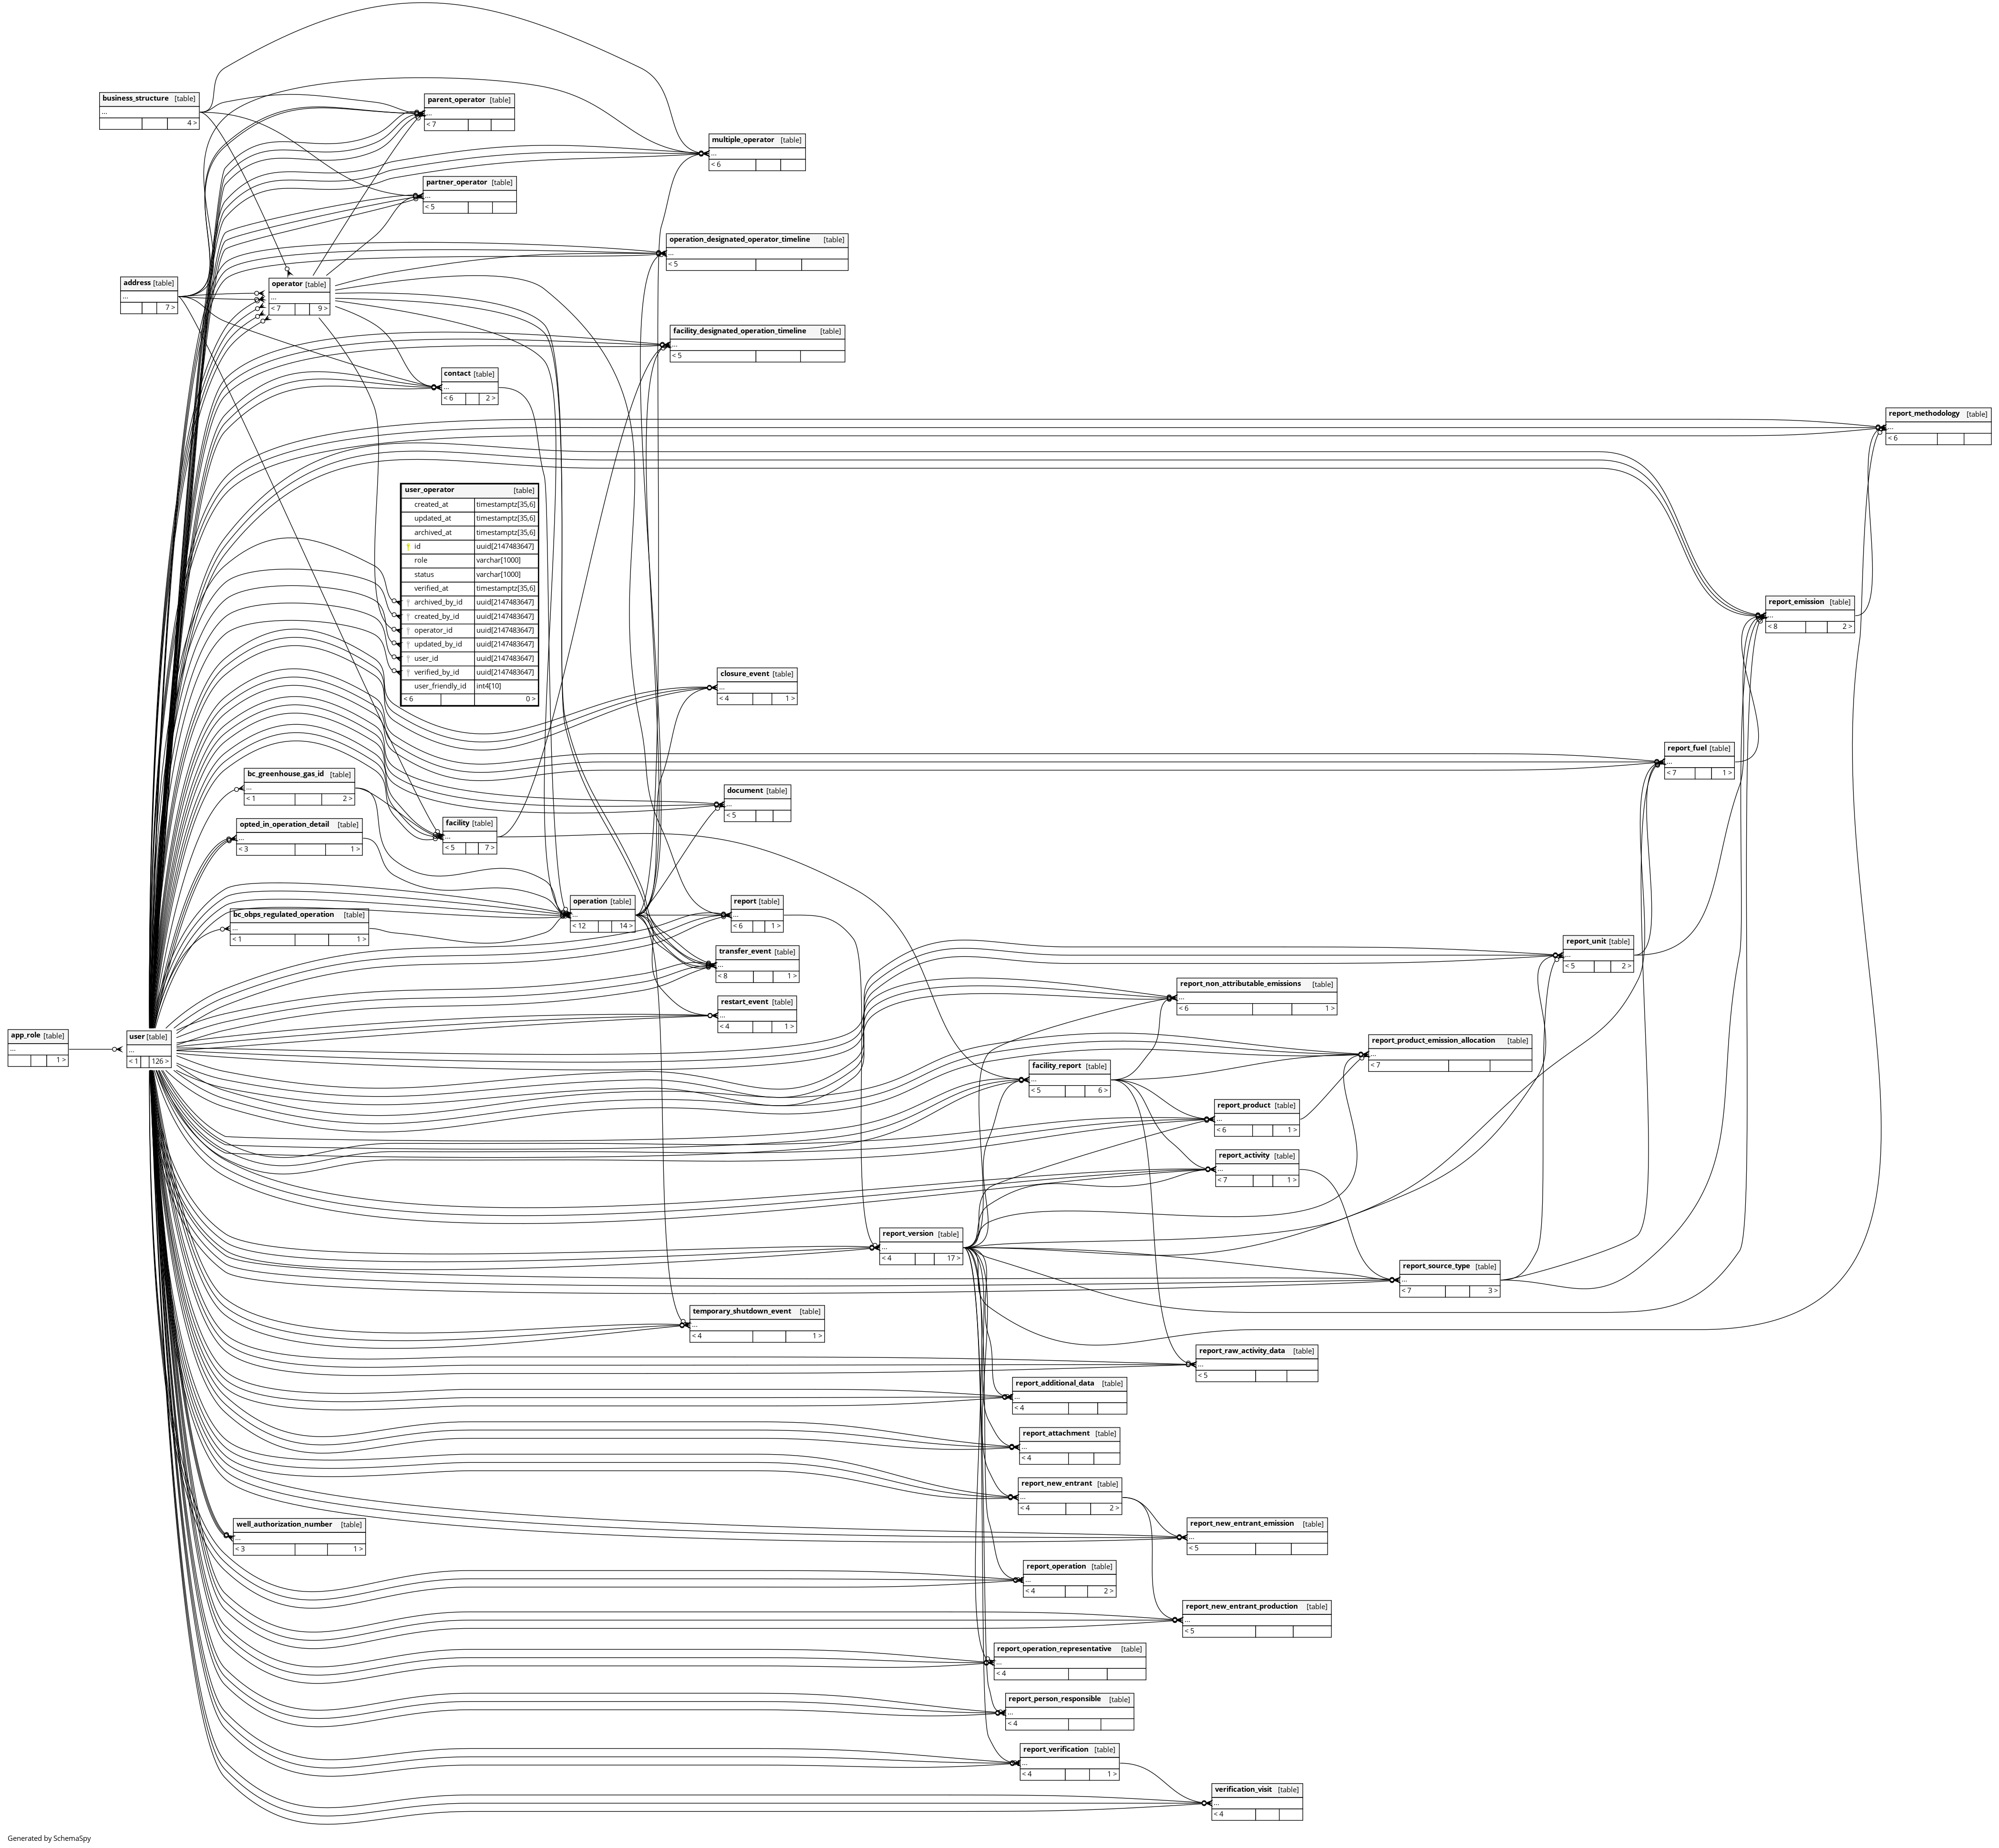 business_structure [table]
...
4 >
parent_operator [table]
...
< 7
multiple_operator [table]
...
< 6
partner_operator [table]
...
< 5
operation_designated_operator_timeline [table]
...
< 5
address [table]
...
7 >
operator [table]
...
< 7 9 >
facility_designated_operation_timeline [table]
...
< 5
contact [table]
...
< 6 2 >
report_methodology [table]
...
< 6
user_operator [table]
created_at timestamptz[35,6]
updated_at timestamptz[35,6]
archived_at timestamptz[35,6]
id uuid[2147483647]
role varchar[1000]
status varchar[1000]
verified_at timestamptz[35,6]
archived_by_id uuid[2147483647]
created_by_id uuid[2147483647]
operator_id uuid[2147483647]
updated_by_id uuid[2147483647]
user_id uuid[2147483647]
verified_by_id uuid[2147483647]
user_friendly_id int4[10]
< 6 0 >
report_emission [table]
...
< 8 2 >
closure_event [table]
...
< 4 1 >
report_fuel [table]
...
< 7 1 >
bc_greenhouse_gas_id [table]
...
< 1 2 >
document [table]
...
< 5
opted_in_operation_detail [table]
...
< 3 1 >
facility [table]
...
< 5 7 >
bc_obps_regulated_operation [table]
...
< 1 1 >
operation [table]
...
< 12 14 >
report [table]
...
< 6 1 >
transfer_event [table]
...
< 8 1 >
report_unit [table]
...
< 5 2 >
restart_event [table]
...
< 4 1 >
report_non_attributable_emissions [table]
...
< 6 1 >
app_role [table]
...
1 >
user [table]
...
< 1 126 >
report_product_emission_allocation [table]
...
< 7
facility_report [table]
...
< 5 6 >
report_product [table]
...
< 6 1 >
report_activity [table]
...
< 7 1 >
report_version [table]
...
< 4 17 >
report_source_type [table]
...
< 7 3 >
temporary_shutdown_event [table]
...
< 4 1 >
report_raw_activity_data [table]
...
< 5
report_additional_data [table]
...
< 4
report_attachment [table]
...
< 4
report_new_entrant [table]
...
< 4 2 >
well_authorization_number [table]
...
< 3 1 >
report_new_entrant_emission [table]
...
< 5
report_operation [table]
...
< 4 2 >
report_new_entrant_production [table]
...
< 5
report_operation_representative [table]
...
< 4
report_person_responsible [table]
...
< 4
report_verification [table]
...
< 4 1 >
verification_visit [table]
...
< 4
Generated by SchemaSpy